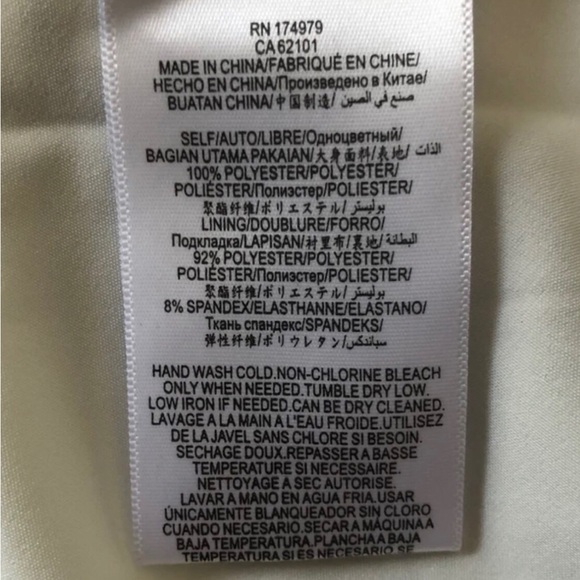 RN 174979
CA 62101
MADE IN CHINA/FABRIQUÉ EN CHINE/
HECHO EN CHINA/Произведено в Китае/
BUATAN CHINA/中国制造/ صنع في الصين/
SELF/AUTO/LIBRE/Одноцветный/
BAGIAN UTAMA PAKAIAN/大身面料/表地/ الذات/
100% POLYESTER/POLYESTER/
POLIÉSTER/Полиэстер/POLIESTER/
聚酯纤维/ポリエステル/ بوليستر/
LINING/DOUBLURE/FORRO/
Подкладка/LAPISAN/衬里布/裏地/ البطانة/
92% POLYESTER/POLYESTER/
POLIÉSTER/Полиэстер/POLIESTER/
聚酯纤维/ポリエステル/ بوليستر/
8% SPANDEX/ELASTHANNE/ELASTANO/
Ткань спандекс/SPANDEKS/
弹性纤维/ポリウレタン/ سباندكس/
HAND WASH COLD.NON-CHLORINE BLEACH
ONLY WHEN NEEDED.TUMBLE DRY LOW.
LOW IRON IF NEEDED.CAN BE DRY CLEANED.
LAVAGE A LA MAIN A L'EAU FROIDE.UTILISEZ
DE LA JAVEL SANS CHLORE SI BESOIN.
SECHAGE DOUX.REPASSER A BASSE
TEMPERATURE SI NECESSAIRE.
NETTOYAGE A SEC AUTORISE.
LAVAR A MANO EN AGUA FRIA.USAR
ÚNICAMENTE BLANQUEADOR SIN CLORO
CUANDO NECESARIO.SECAR A MÁQUINA A
BAJA TEMPERATURA.PLANCHA A BAJA
TEMPERATURA SI ES NECESARIO.SE